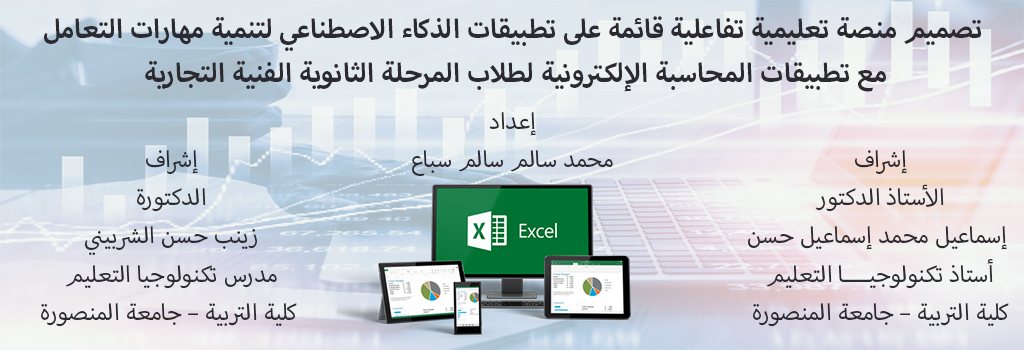 تصميم منصة تعليمية تفاعلية قائمة على تطبيقات الذكاء الاصطناعي لتنمية مهارات التعامل
مع تطبيقات المحاسبة الإلكترونية لطلاب المرحلة الثانوية الفنية التجارية
إعداد
محمد سالم سالم سباع
إشراف
الأستاذ الدكتور
إسماعيل محمد إسماعيل حسن
أستاذ تكنولوجيـــــا التعليم
كلية التربية – جامعة المنصورة
إشراف
الدكتورة
زينب حسن الشربيني
مدرس تكنولوجيا التعليم
كلية التربية – جامعة المنصورة
Excel